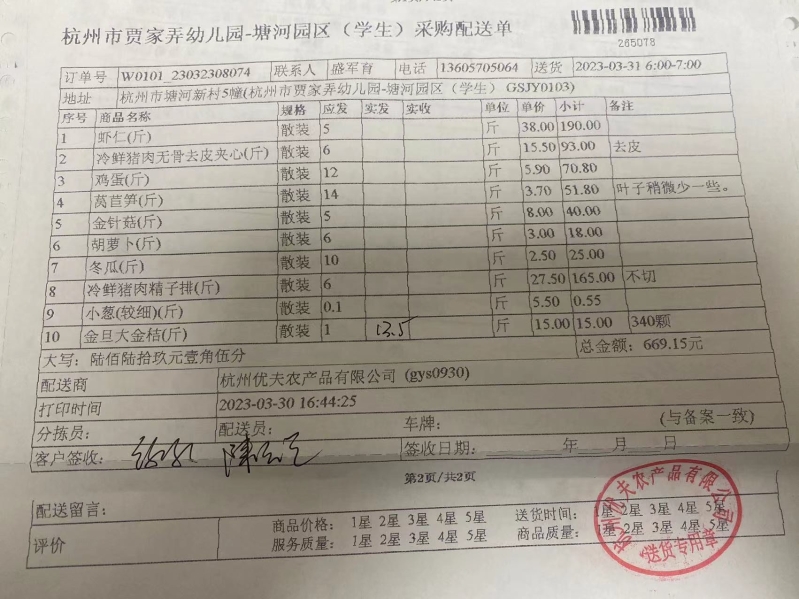 杭州市贾家弄幼儿园-塘河园区（学生）采购配送单
265078
订单号 W0101_23032308074 联系人 盛军育 电话 13605705064 送货 2023-03-31 6:00-7:00
地址 杭州市塘河新村5幢(杭州市贾家弄幼儿园-塘河园区（学生） GSJY0103)
序号 商品名称 规格 应发 实发 实收 单位 单价 小计 备注
1 虾仁(斤) 散装 5 斤 38.00 190.00
2 冷鲜猪肉无骨去皮夹心(斤) 散装 6 斤 15.50 93.00 去皮
3 鸡蛋(斤) 散装 12 斤 5.90 70.80
4 莴苣笋(斤) 散装 14 斤 3.70 51.80 叶子稍微少一些。
5 金针菇(斤) 散装 5 斤 8.00 40.00
6 胡萝卜(斤) 散装 6 斤 3.00 18.00
7 冬瓜(斤) 散装 10 斤 2.50 25.00
8 冷鲜猪肉精子排(斤) 散装 6 斤 27.50 165.00 不切
9 小葱(较细)(斤) 散装 0.1 斤 5.50 0.55
10 金旦大金桔(斤) 散装 1 13.5 斤 15.00 15.00 340颗
大写：陆佰陆拾玖元壹角伍分 总金额：669.15元
配送商 杭州优夫农产品有限公司 (gys0930)
打印时间 2023-03-30 16:44:25
分拣员： 配送员： 车牌： (与备案一致)
客户签收： 签收日期： 年 月 日
第2页/共2页
配送留言：
评价 商品价格： 1星 2星 3星 4星 5星 送货时间： 1星 2星 3星 4星 5星
服务质量： 1星 2星 3星 4星 5星 商品质量： 1星 2星 3星 4星 5星
杭州优夫农产品有限公司
送货专用章